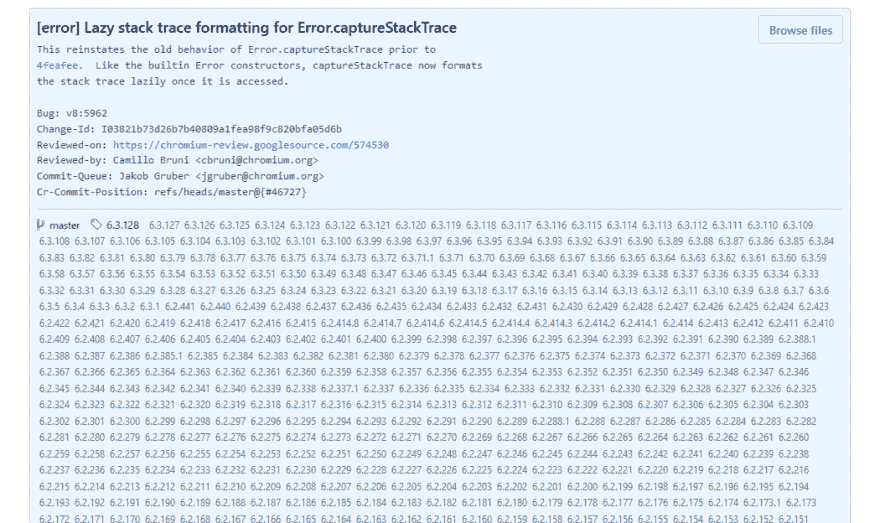 [error] Lazy stack trace formatting for Error.captureStackTrace
Browse files
This reinstates the old behavior of Error.captureStackTrace prior to
4feafee. Like the builtin Error constructors, captureStackTrace now formats
the stack trace lazily once it is accessed.
Bug: v8:5962
Change-Id: I03821b73d26b7b40809a1fea98f9c820bfa05d6b
Reviewed-on: https://chromium-review.googlesource.com/574530
Reviewed-by: Camillo Bruni <cbruni@chromium.org>
Commit-Queue: Jakob Gruber <jgruber@chromium.org>
Cr-Commit-Position: refs/heads/master@{#46727}
master 6.3.128 6.3.127 6.3.126 6.3.125 6.3.124 6.3.123 6.3.122 6.3.121 6.3.120 6.3.119 6.3.118 6.3.117 6.3.116 6.3.115 6.3.114 6.3.113 6.3.112 6.3.111 6.3.110 6.3.109
6.3.108 6.3.107 6.3.106 6.3.105 6.3.104 6.3.103 6.3.102 6.3.101 6.3.100 6.3.99 6.3.98 6.3.97 6.3.96 6.3.95 6.3.94 6.3.93 6.3.92 6.3.91 6.3.90 6.3.89 6.3.88 6.3.87 6.3.86 6.3.85 6.3.84
6.3.83 6.3.82 6.3.81 6.3.80 6.3.79 6.3.78 6.3.77 6.3.76 6.3.75 6.3.74 6.3.73 6.3.72 6.3.71.1 6.3.71 6.3.70 6.3.69 6.3.68 6.3.67 6.3.66 6.3.65 6.3.64 6.3.63 6.3.62 6.3.61 6.3.60 6.3.59
6.3.58 6.3.57 6.3.56 6.3.55 6.3.54 6.3.53 6.3.52 6.3.51 6.3.50 6.3.49 6.3.48 6.3.47 6.3.46 6.3.45 6.3.44 6.3.43 6.3.42 6.3.41 6.3.40 6.3.39 6.3.38 6.3.37 6.3.36 6.3.35 6.3.34 6.3.33
6.3.32 6.3.31 6.3.30 6.3.29 6.3.28 6.3.27 6.3.26 6.3.25 6.3.24 6.3.23 6.3.22 6.3.21 6.3.20 6.3.19 6.3.18 6.3.17 6.3.16 6.3.15 6.3.14 6.3.13 6.3.12 6.3.11 6.3.10 6.3.9 6.3.8 6.3.7 6.3.6
6.3.5 6.3.4 6.3.3 6.3.2 6.3.1 6.2.441 6.2.440 6.2.439 6.2.438 6.2.437 6.2.436 6.2.435 6.2.434 6.2.433 6.2.432 6.2.431 6.2.430 6.2.429 6.2.428 6.2.427 6.2.426 6.2.425 6.2.424 6.2.423
6.2.422 6.2.421 6.2.420 6.2.419 6.2.418 6.2.417 6.2.416 6.2.415 6.2.414.8 6.2.414.7 6.2.414.6 6.2.414.5 6.2.414.4 6.2.414.3 6.2.414.2 6.2.414.1 6.2.414 6.2.413 6.2.412 6.2.411 6.2.410
6.2.409 6.2.408 6.2.407 6.2.406 6.2.405 6.2.404 6.2.403 6.2.402 6.2.401 6.2.400 6.2.399 6.2.398 6.2.397 6.2.396 6.2.395 6.2.394 6.2.393 6.2.392 6.2.391 6.2.390 6.2.389 6.2.388.1
6.2.388 6.2.387 6.2.386 6.2.385.1 6.2.385 6.2.384 6.2.383 6.2.382 6.2.381 6.2.380 6.2.379 6.2.378 6.2.377 6.2.376 6.2.375 6.2.374 6.2.373 6.2.372 6.2.371 6.2.370 6.2.369 6.2.368
6.2.367 6.2.366 6.2.365 6.2.364 6.2.363 6.2.362 6.2.361 6.2.360 6.2.359 6.2.358 6.2.357 6.2.356 6.2.355 6.2.354 6.2.353 6.2.352 6.2.351 6.2.350 6.2.349 6.2.348 6.2.347 6.2.346
6.2.345 6.2.344 6.2.343 6.2.342 6.2.341 6.2.340 6.2.339 6.2.338 6.2.337.1 6.2.337 6.2.336 6.2.335 6.2.334 6.2.333 6.2.332 6.2.331 6.2.330 6.2.329 6.2.328 6.2.327 6.2.326 6.2.325
6.2.324 6.2.323 6.2.322 6.2.321 6.2.320 6.2.319 6.2.318 6.2.317 6.2.316 6.2.315 6.2.314 6.2.313 6.2.312 6.2.311 6.2.310 6.2.309 6.2.308 6.2.307 6.2.306 6.2.305 6.2.304 6.2.303
6.2.302 6.2.301 6.2.300 6.2.299 6.2.298 6.2.297 6.2.296 6.2.295 6.2.294 6.2.293 6.2.292 6.2.291 6.2.290 6.2.289 6.2.288.1 6.2.288 6.2.287 6.2.286 6.2.285 6.2.284 6.2.283 6.2.282
6.2.281 6.2.280 6.2.279 6.2.278 6.2.277 6.2.276 6.2.275 6.2.274 6.2.273 6.2.272 6.2.271 6.2.270 6.2.269 6.2.268 6.2.267 6.2.266 6.2.265 6.2.264 6.2.263 6.2.262 6.2.261 6.2.260
6.2.259 6.2.258 6.2.257 6.2.256 6.2.255 6.2.254 6.2.253 6.2.252 6.2.251 6.2.250 6.2.249 6.2.248 6.2.247 6.2.246 6.2.245 6.2.244 6.2.243 6.2.242 6.2.241 6.2.240 6.2.239 6.2.238
6.2.237 6.2.236 6.2.235 6.2.234 6.2.233 6.2.232 6.2.231 6.2.230 6.2.229 6.2.228 6.2.227 6.2.226 6.2.225 6.2.224 6.2.223 6.2.222 6.2.221 6.2.220 6.2.219 6.2.218 6.2.217 6.2.216
6.2.215 6.2.214 6.2.213 6.2.212 6.2.211 6.2.210 6.2.209 6.2.208 6.2.207 6.2.206 6.2.205 6.2.204 6.2.203 6.2.202 6.2.201 6.2.200 6.2.199 6.2.198 6.2.197 6.2.196 6.2.195 6.2.194
6.2.193 6.2.192 6.2.191 6.2.190 6.2.189 6.2.188 6.2.187 6.2.186 6.2.185 6.2.184 6.2.183 6.2.182 6.2.181 6.2.180 6.2.179 6.2.178 6.2.177 6.2.176 6.2.175 6.2.174 6.2.173.1 6.2.173
6.2.172 6.2.171 6.2.170 6.2.169 6.2.168 6.2.167 6.2.166 6.2.165 6.2.164 6.2.163 6.2.162 6.2.161 6.2.160 6.2.159 6.2.158 6.2.157 6.2.156 6.2.155 6.2.154 6.2.153 6.2.152 6.2.151